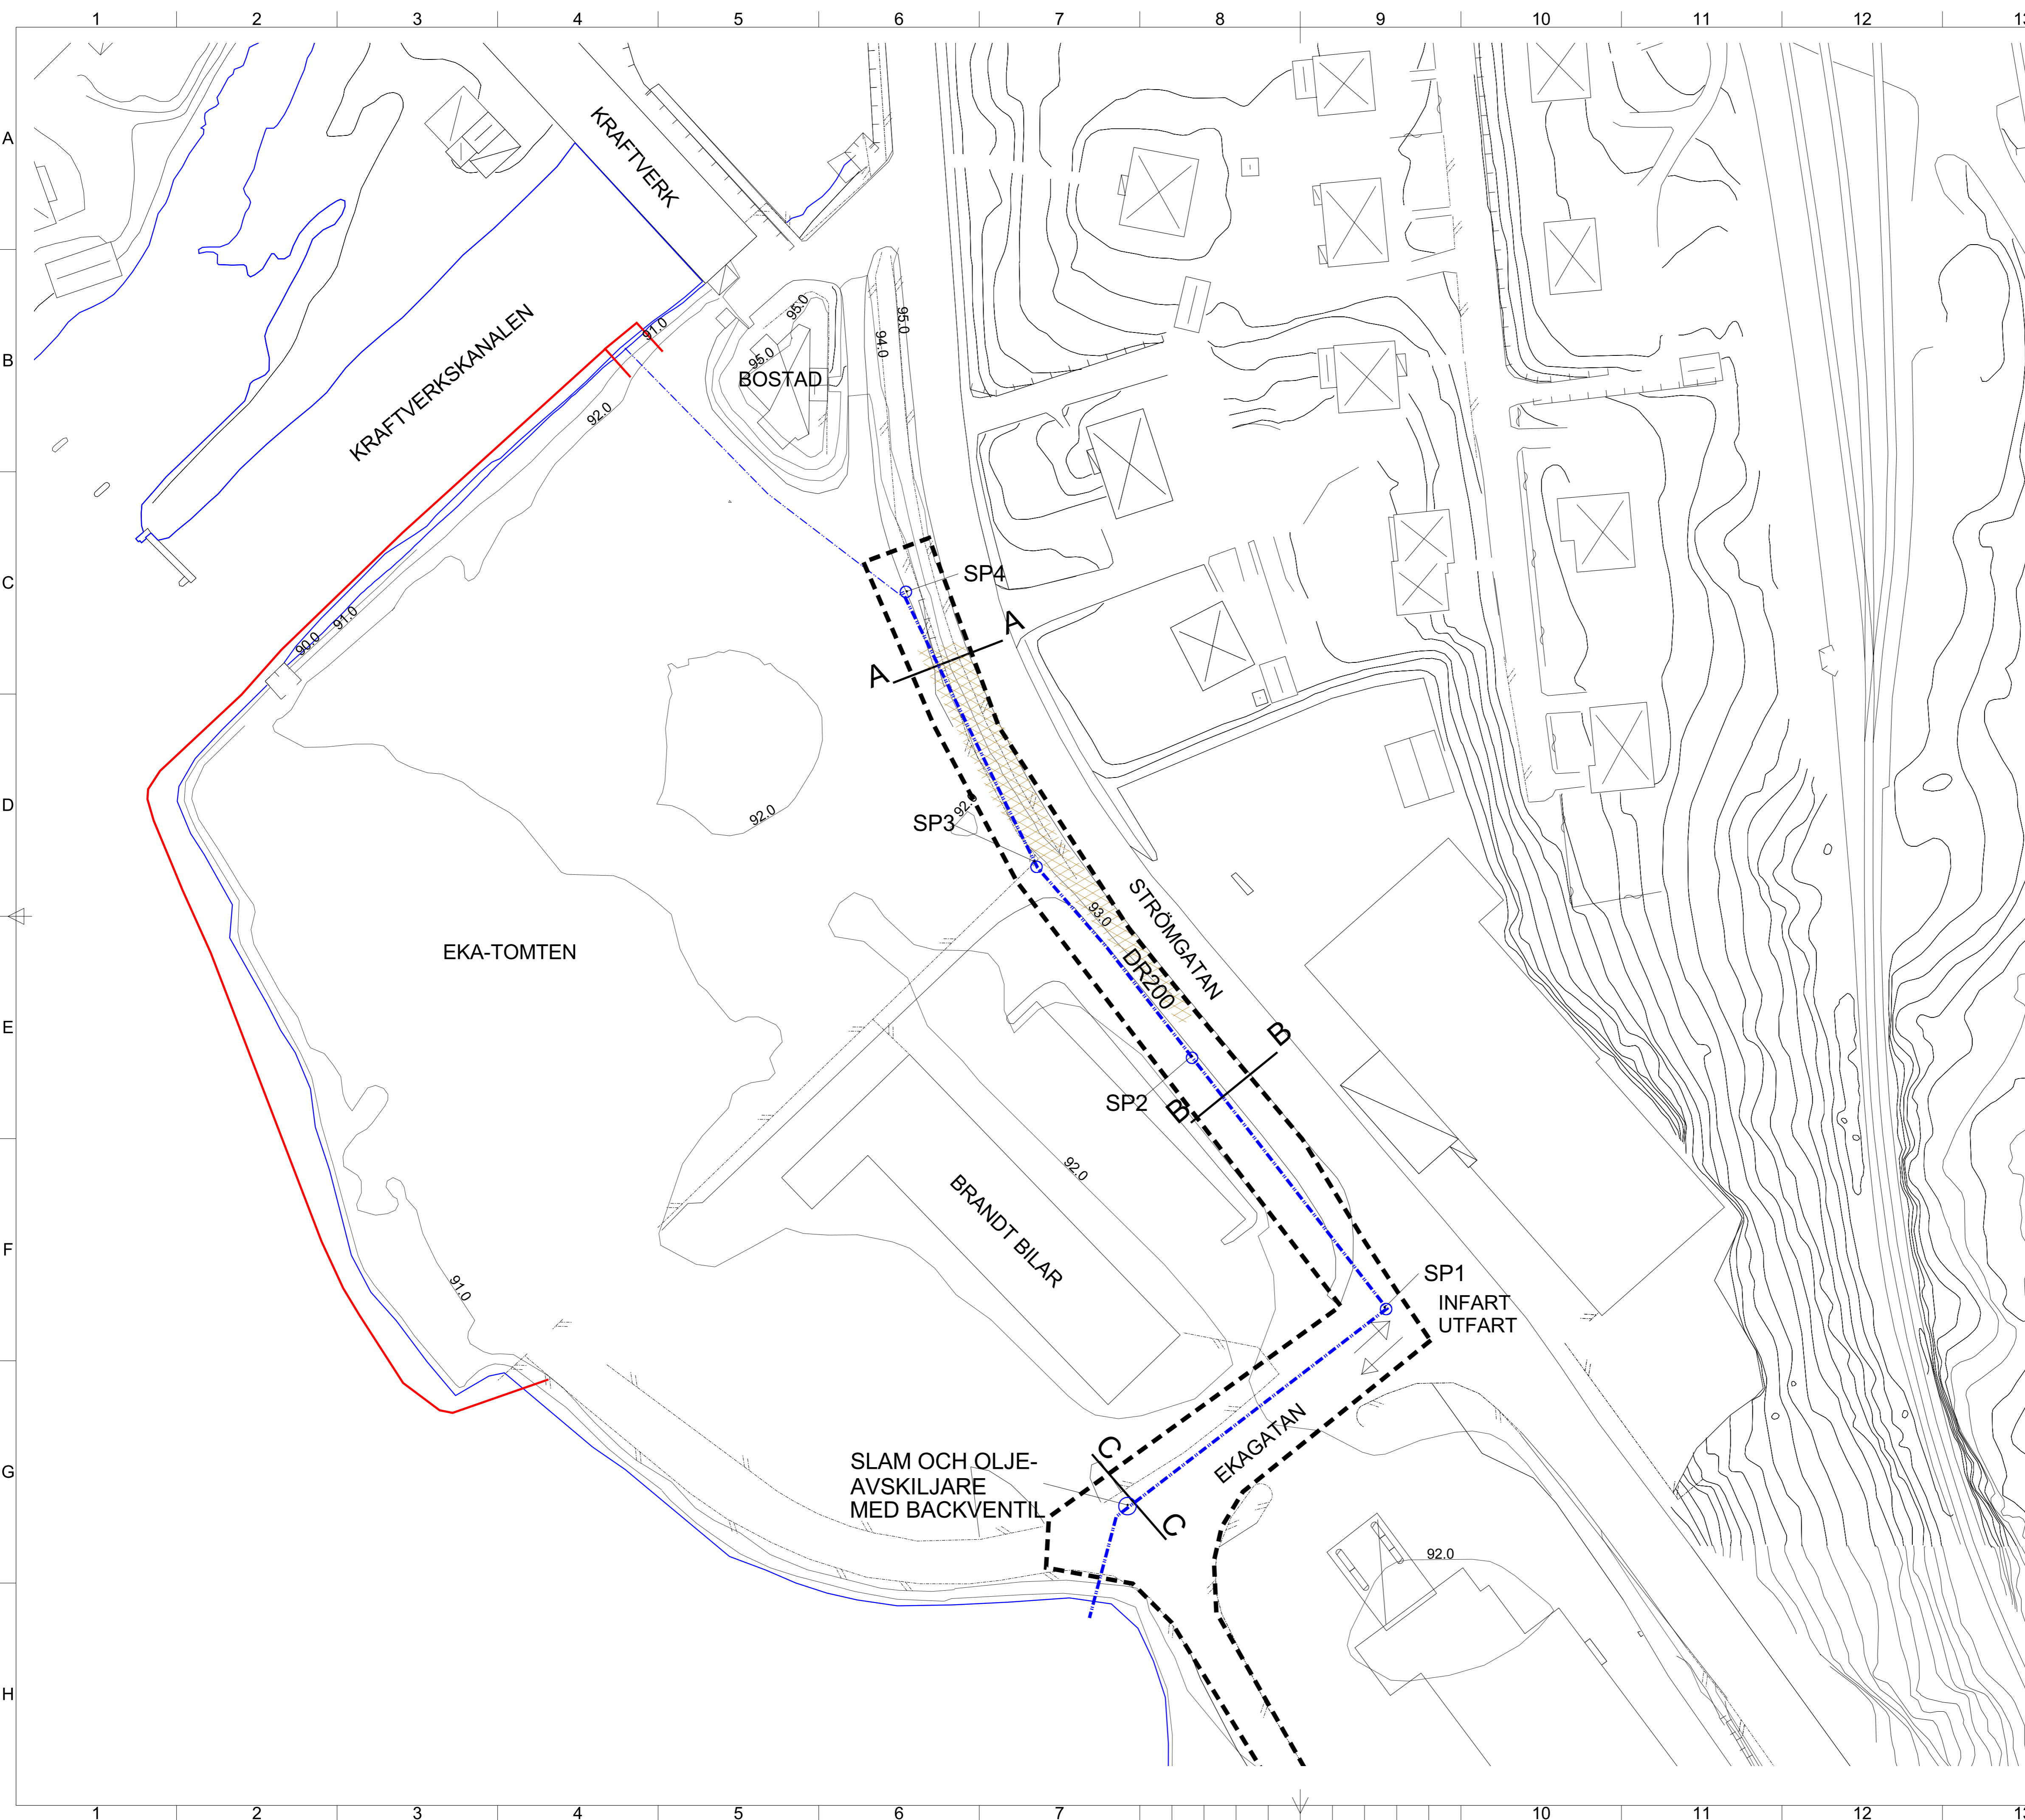 1 2 3 4 5 6 7 8 9 10 11 12 13
A
KRAFTVERK
95.0
95.0
94.0
91.0
KRAFTVERKSKANALEN
B
95.0
BOSTAD
92.0
SP4
C
91.0
90.0
A
A
92.0
92.0
D
SP3
STRÖMGATAN
93.0
EKA-TOMTEN
DR200
E
B
SP2
B
92.0
BRANDT BILAR
F
SP1
91.0
INFART
UTFART
EKAGATAN
C
SLAM OCH OLJE-
AVSKILJARE
MED BACKVENTIL
G
C
92.0
H
1 2 3 4 5 6 7 10 11 12 13